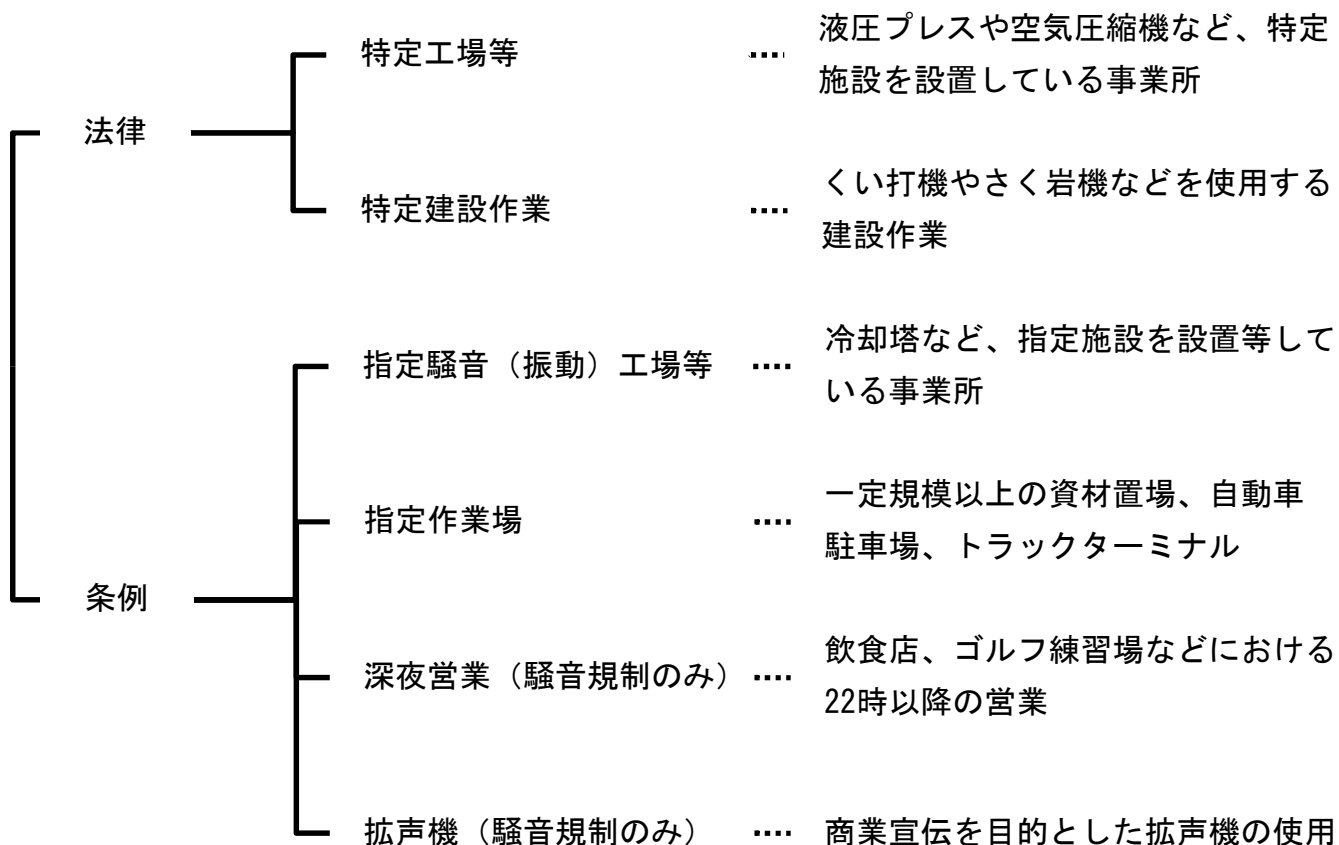 法律
特定工場等 …… 液圧プレスや空気圧縮機など、特定
施設を設置している事業所
特定建設作業 …… くい打機やさく岩機などを使用する
建設作業
条例
指定騒音（振動）工場等 …… 冷却塔など、指定施設を設置等して
いる事業所
指定作業場 …… 一定規模以上の資材置場、自動車
駐車場、トラックターミナル
深夜営業（騒音規制のみ） …… 飲食店、ゴルフ練習場などにおける
22時以降の営業
拡声機（騒音規制のみ） …… 商業宣伝を目的とした拡声機の使用